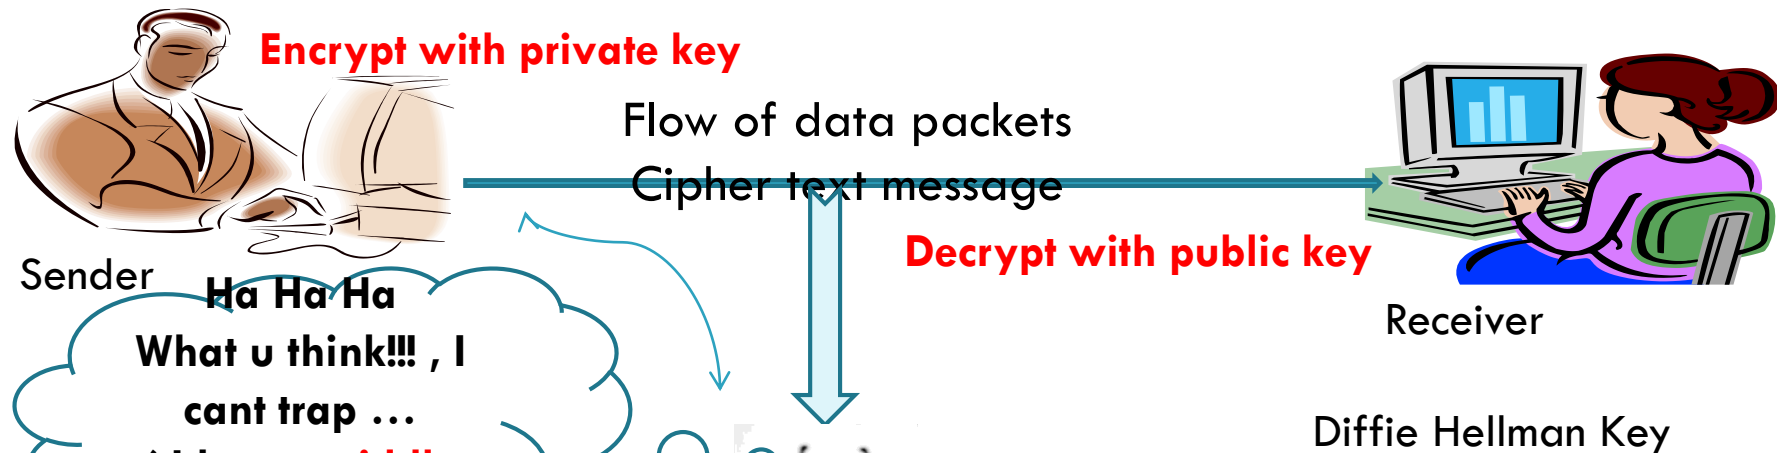 Encrypt with private key
Flow of data packets
Cipher text message
Decrypt with public key
Sender
Ha Ha Ha
What u think!!! , I
cant trap ...
Receiver
Diffie Hellman Key